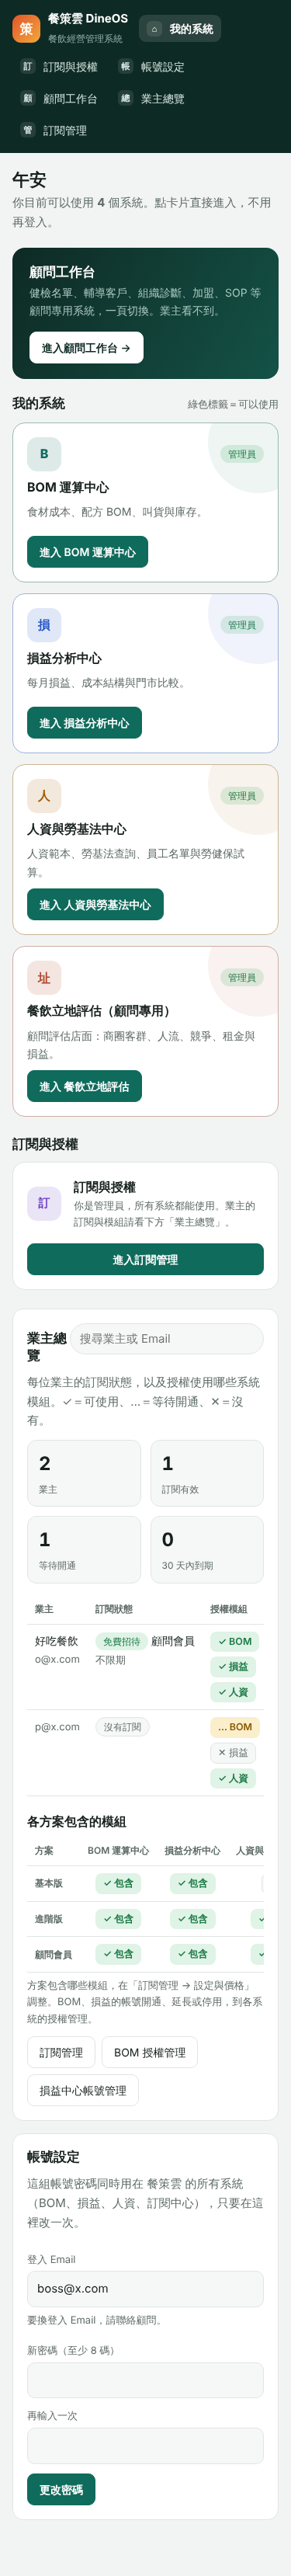 策
餐策雲 DineOS
餐飲經營管理系統
⌂ 我的系統
訂 訂閱與授權
帳 帳號設定
顧 顧問工作台
總 業主總覽
管 訂閱管理
午安
你目前可以使用 4 個系統。點卡片直接進入，不用
再登入。
顧問工作台
健檢名單、輔導客戶、組織診斷、加盟、SOP 等
顧問專用系統，一頁切換。業主看不到。
進入顧問工作台 →
我的系統
綠色標籤＝可以使用
B
管理員
BOM 運算中心
食材成本、配方 BOM、叫貨與庫存。
進入 BOM 運算中心
損
管理員
損益分析中心
每月損益、成本結構與門市比較。
進入 損益分析中心
人
管理員
人資與勞基法中心
人資範本、勞基法查詢、員工名單與勞健保試
算。
進入 人資與勞基法中心
址
管理員
餐飲立地評估（顧問專用）
顧問評估店面：商圈客群、人流、競爭、租金與
損益。
進入 餐飲立地評估
訂閱與授權
訂
訂閱與授權
你是管理員，所有系統都能使用。業主的
訂閱與模組請看下方「業主總覽」。
進入訂閱管理
業主總
覽
搜尋業主或 Email
每位業主的訂閱狀態，以及授權使用哪些系統
模組。✓＝可使用、…＝等待開通、✕＝沒
有。
2
業主
1
訂閱有效
1
等待開通
0
30 天內到期
業主 訂閱狀態 授權模組
好吃餐飲 免費招待 顧問會員 ✓ BOM
o@x.com 不限期 ✓ 損益
✓ 人資
p@x.com 沒有訂閱 … BOM
✕ 損益
✓ 人資
各方案包含的模組
方案 BOM 運算中心 損益分析中心 人資與
基本版 ✓ 包含 ✓ 包含
進階版 ✓ 包含 ✓ 包含 ✓
顧問會員 ✓ 包含 ✓ 包含 ✓
方案包含哪些模組，在「訂閱管理 → 設定與價格」
調整。BOM、損益的帳號開通、延長或停用，到各系
統的授權管理。
訂閱管理
BOM 授權管理
損益中心帳號管理
帳號設定
這組帳號密碼同時用在 餐策雲 的所有系統
（BOM、損益、人資、訂閱中心），只要在這
裡改一次。
登入 Email
boss@x.com
要換登入 Email，請聯絡顧問。
新密碼（至少 8 碼）
再輸入一次
更改密碼